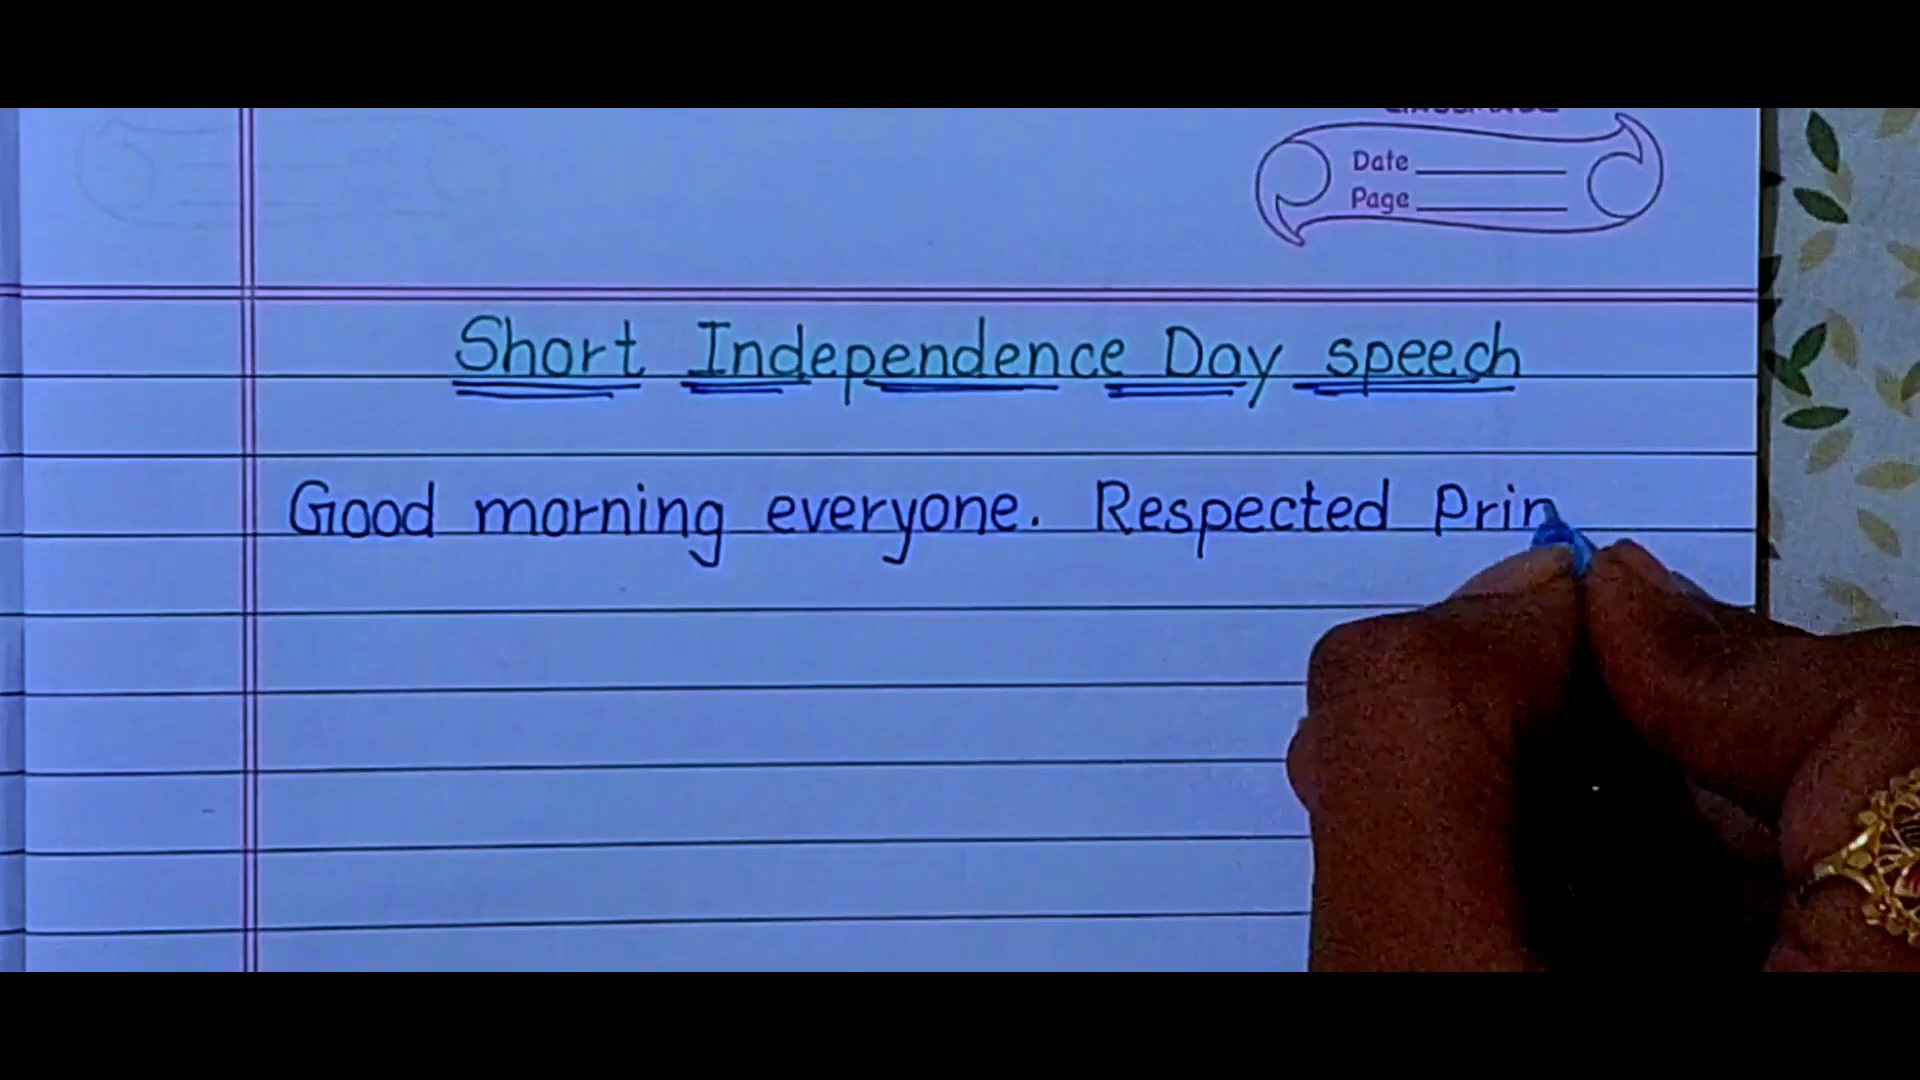 Date
Page
Short Independence Day speech
Good morning everyone. Respected Prin